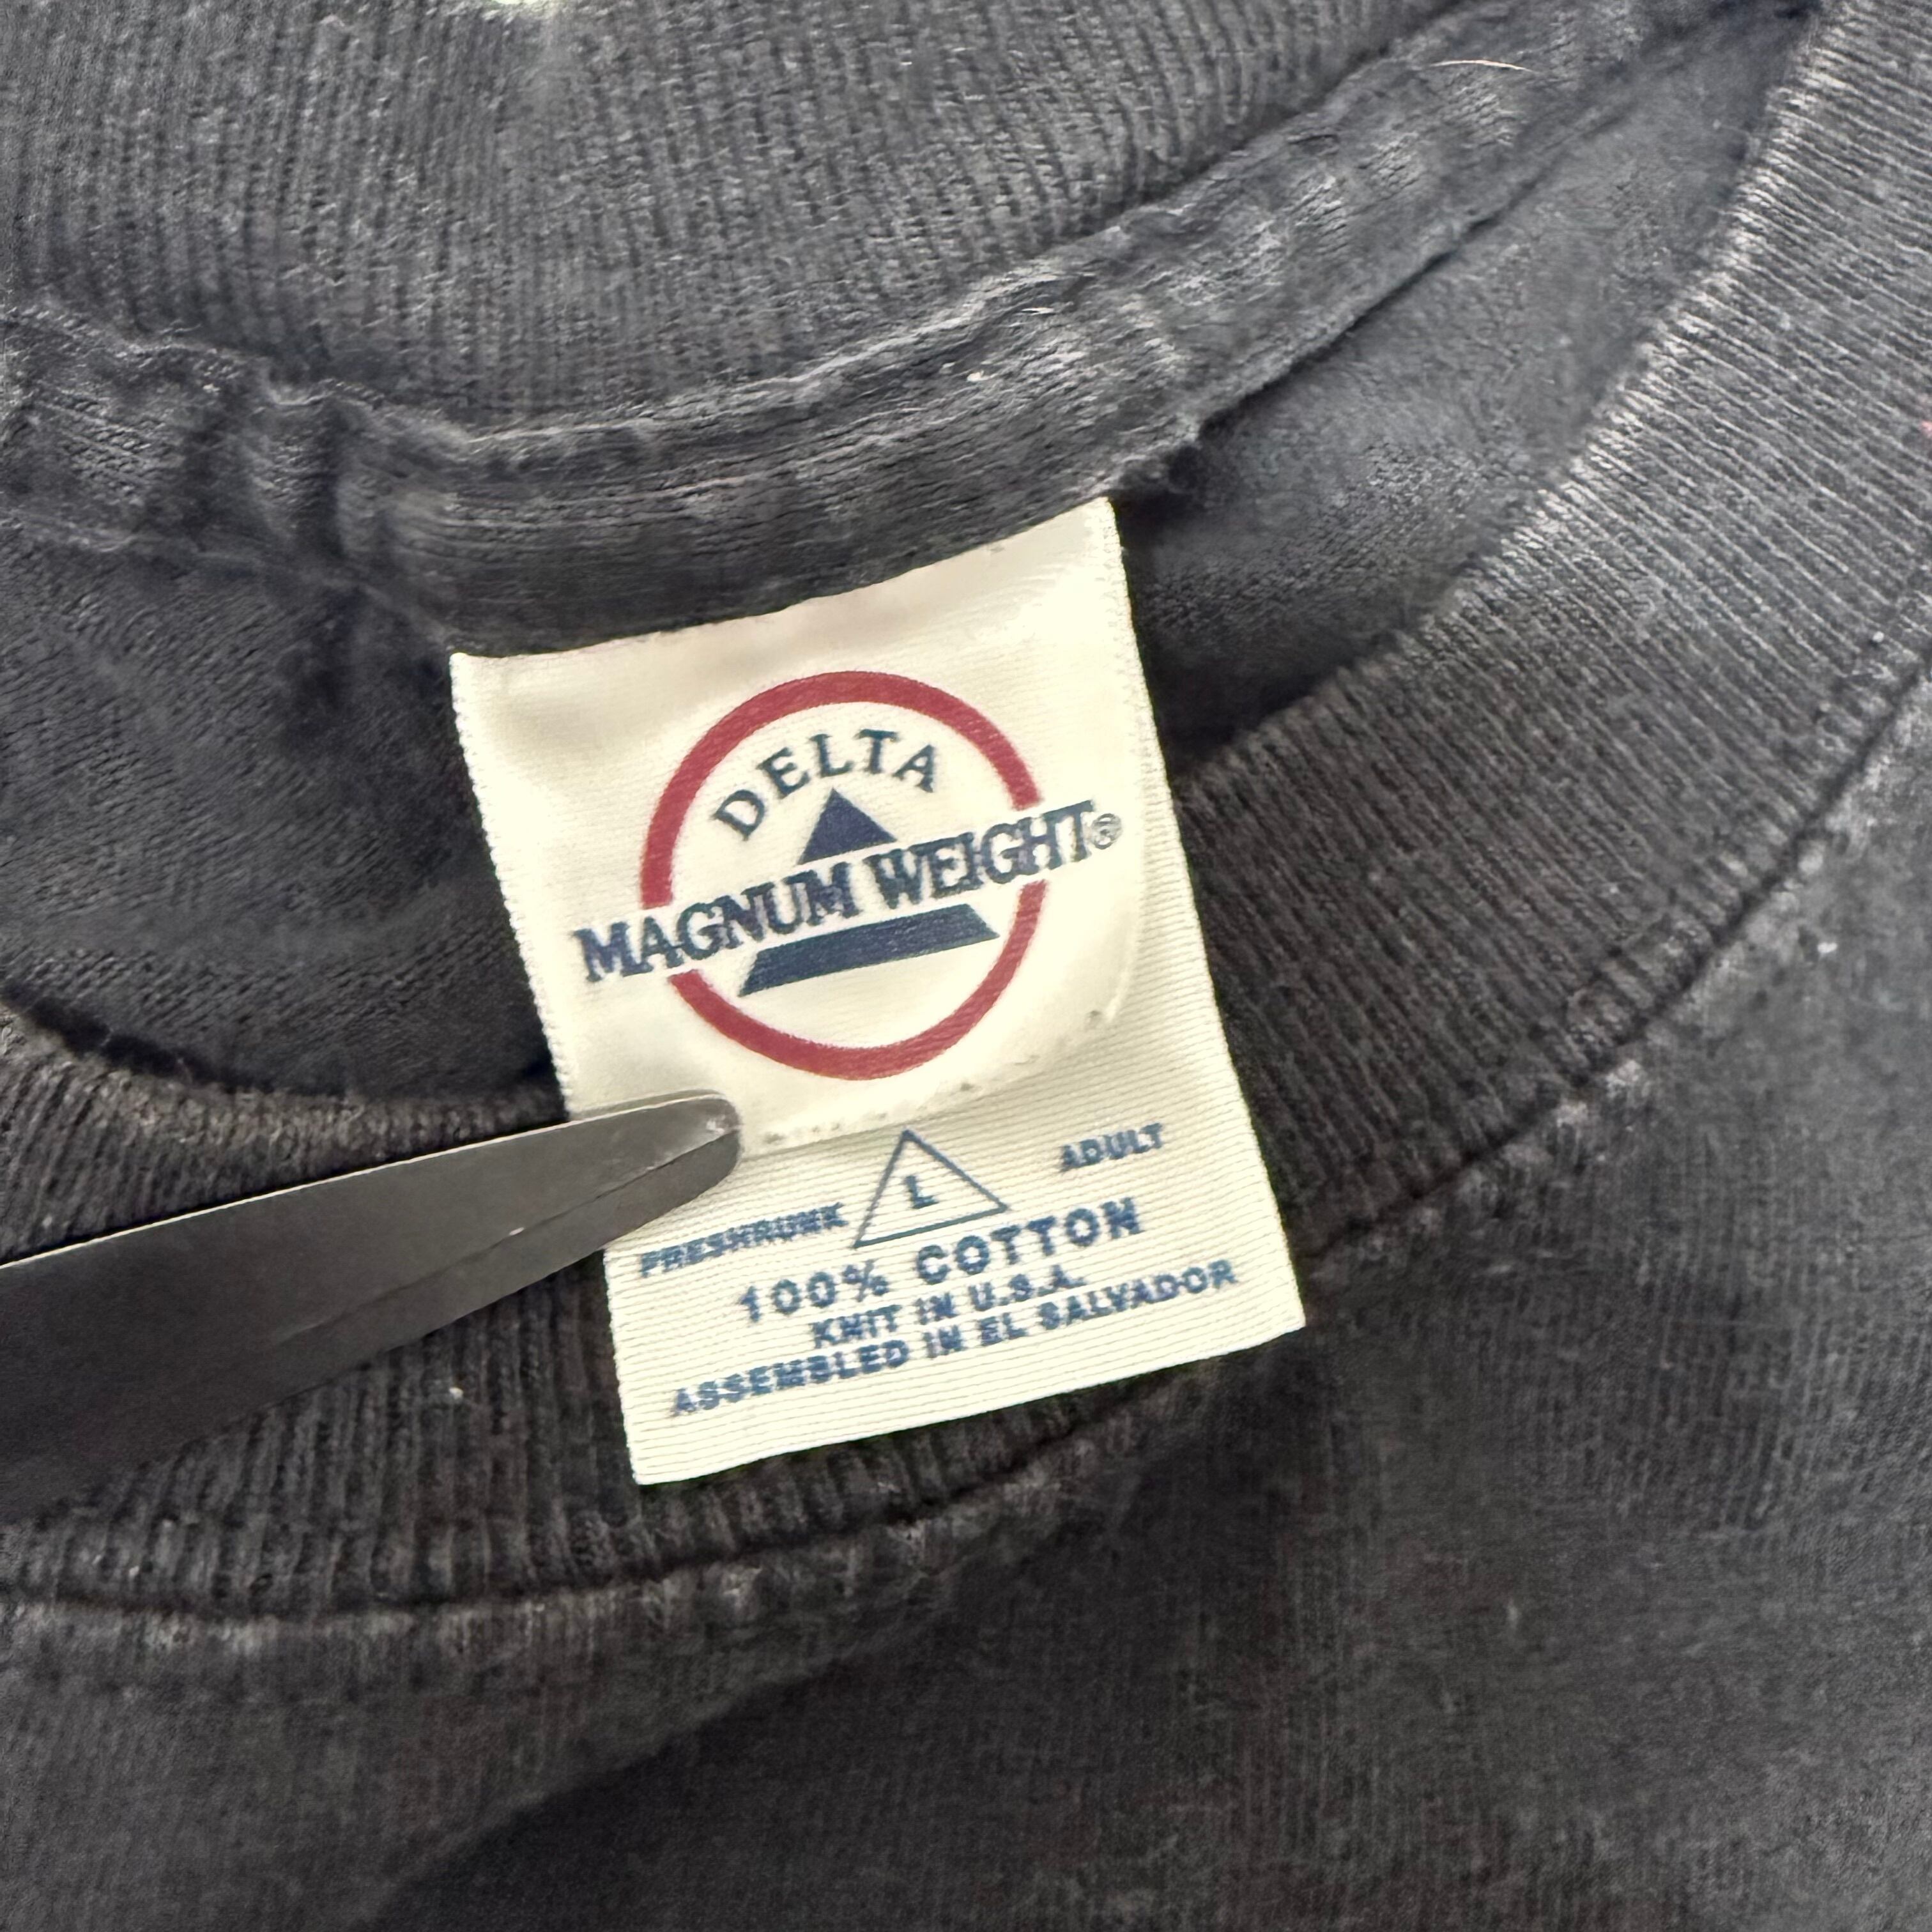 DELTA
MAGNUM WEIGHT®
PRESHRUNK L ADULT
100% COTTON
KNIT IN U.S.A.
ASSEMBLED IN EL SALVADOR